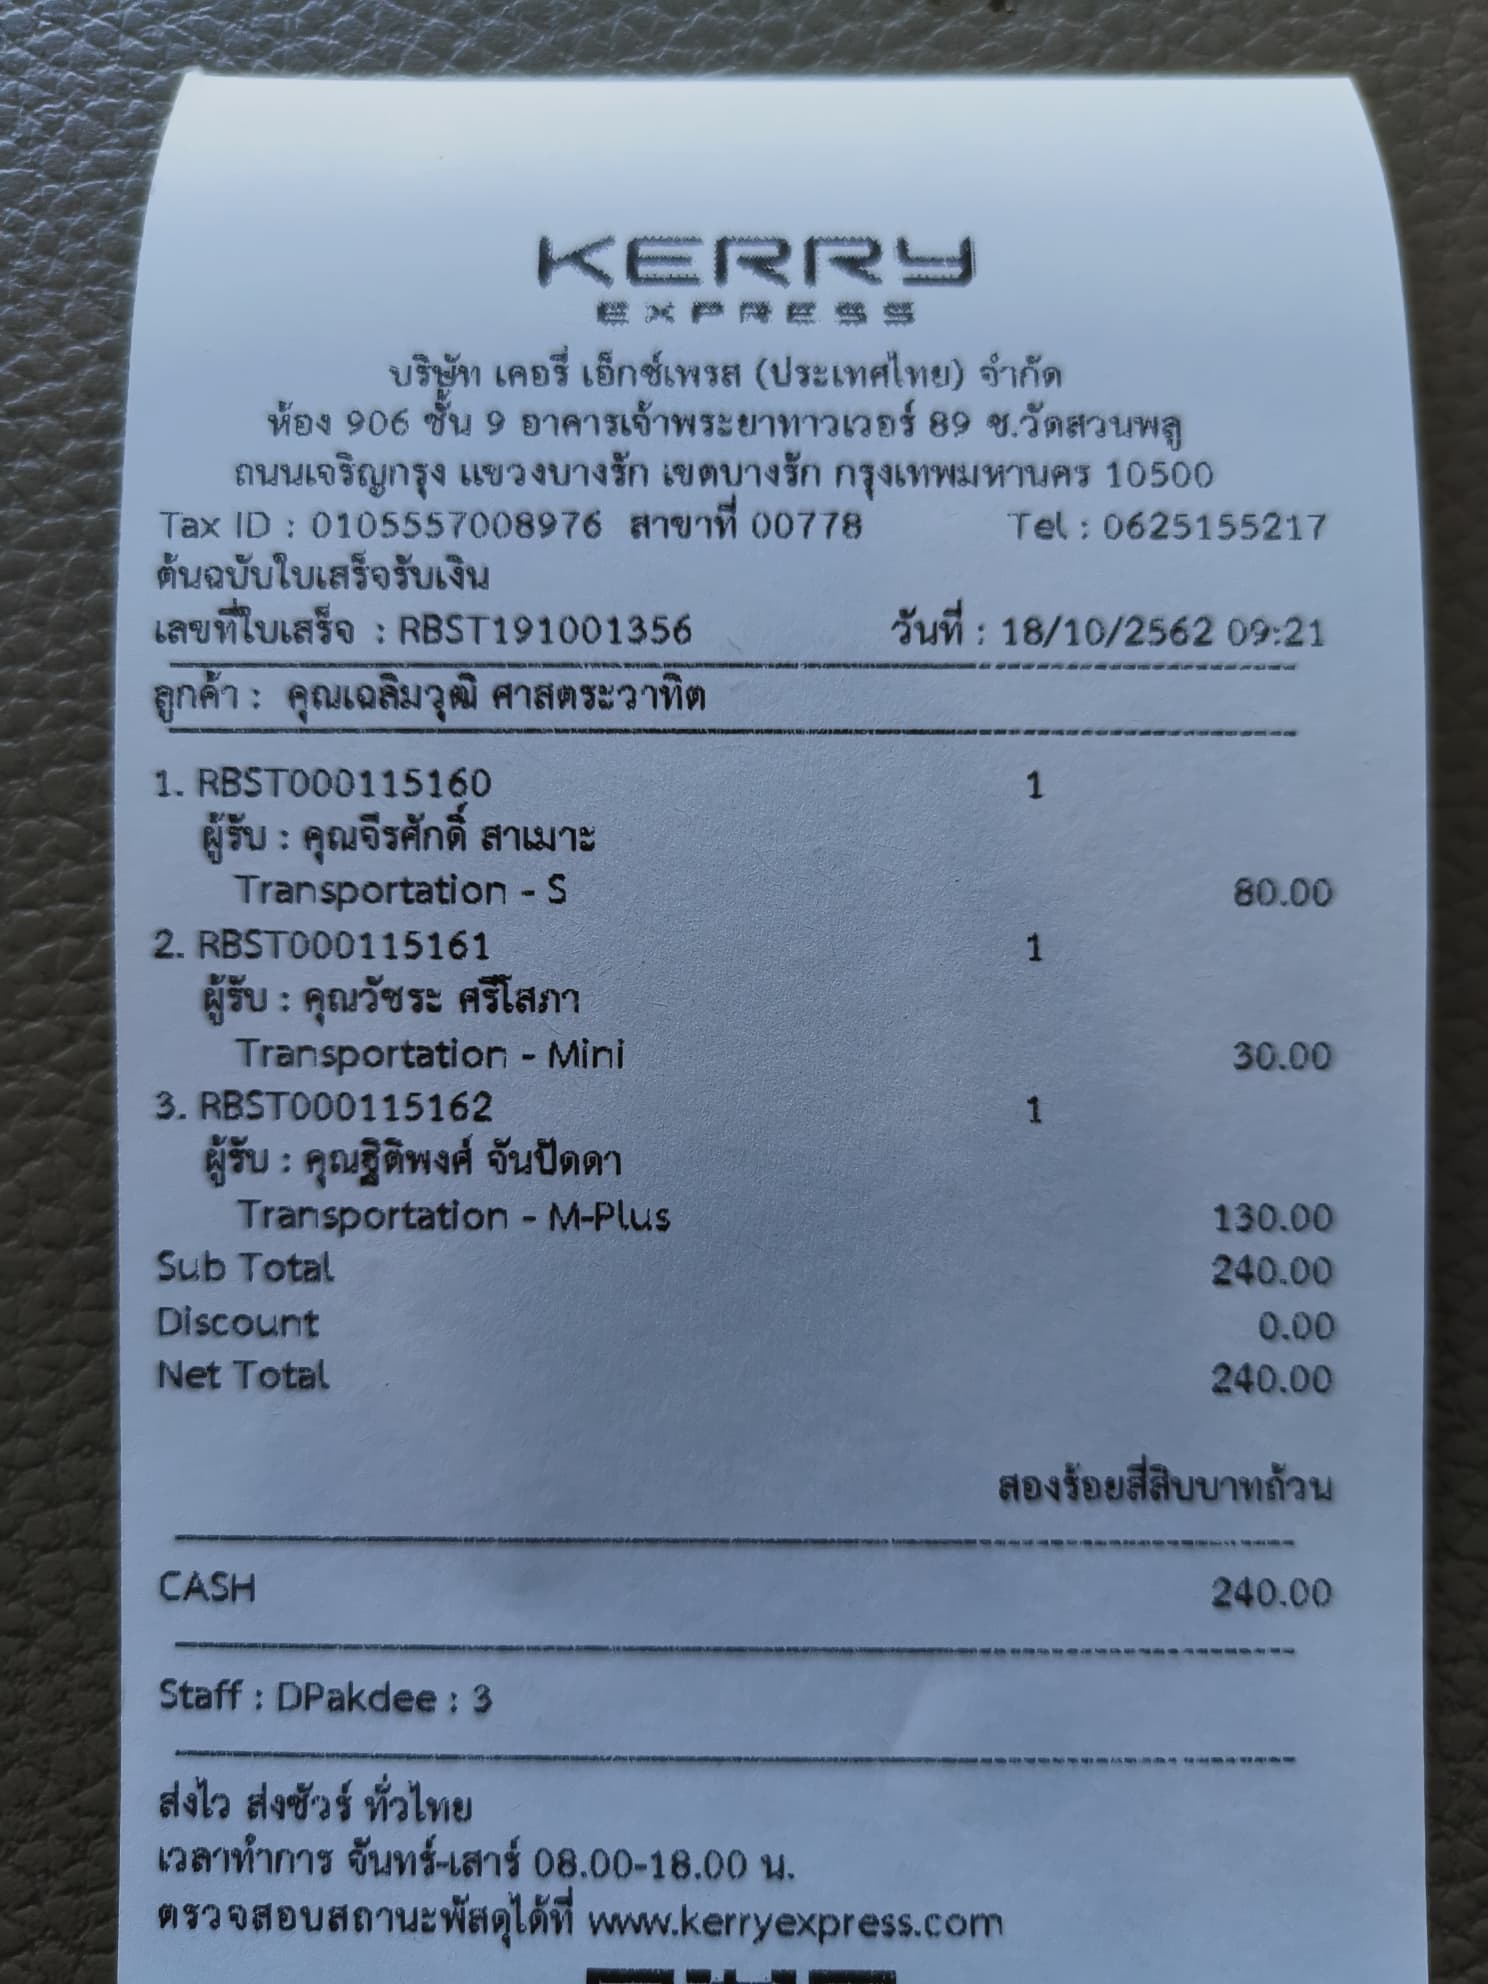 KERRY
EXPRESS
บริษัท เคอรี่ เอ็กซ์เพรส (ประเทศไทย) จำกัด
ห้อง 906 ชั้น 9 อาคารเจ้าพระยาทาวเวอร์ 89 ซ.วัดสวนพลู
ถนนเจริญกรุง แขวงบางรัก เขตบางรัก กรุงเทพมหานคร 10500
Tax ID : 0105557008976 สาขาที่ 00778 Tel : 0625155217
ต้นฉบับใบเสร็จรับเงิน
เลขที่ใบเสร็จ : RBST191001356 วันที่ : 18/10/2562 09:21
ลูกค้า : คุณเฉลิมวุฒิ ศาสตระวาทิต
1. RBST000115160 1
ผู้รับ : คุณจีรศักดิ์ สาเมาะ
Transportation - S 80.00
2. RBST000115161 1
ผู้รับ : คุณวัชระ ศรีโสภา
Transportation - Mini 30.00
3. RBST000115162 1
ผู้รับ : คุณฐิติพงศ์ จันปัดดา
Transportation - M-Plus 130.00
Sub Total 240.00
Discount 0.00
Net Total 240.00
สองร้อยสี่สิบบาทถ้วน
CASH 240.00
Staff : DPakdee : 3
ส่งไว ส่งชัวร์ ทั่วไทย
เวลาทำการ จันทร์-เสาร์ 08.00-18.00 น.
ตรวจสอบสถานะพัสดุได้ที่ www.kerryexpress.com